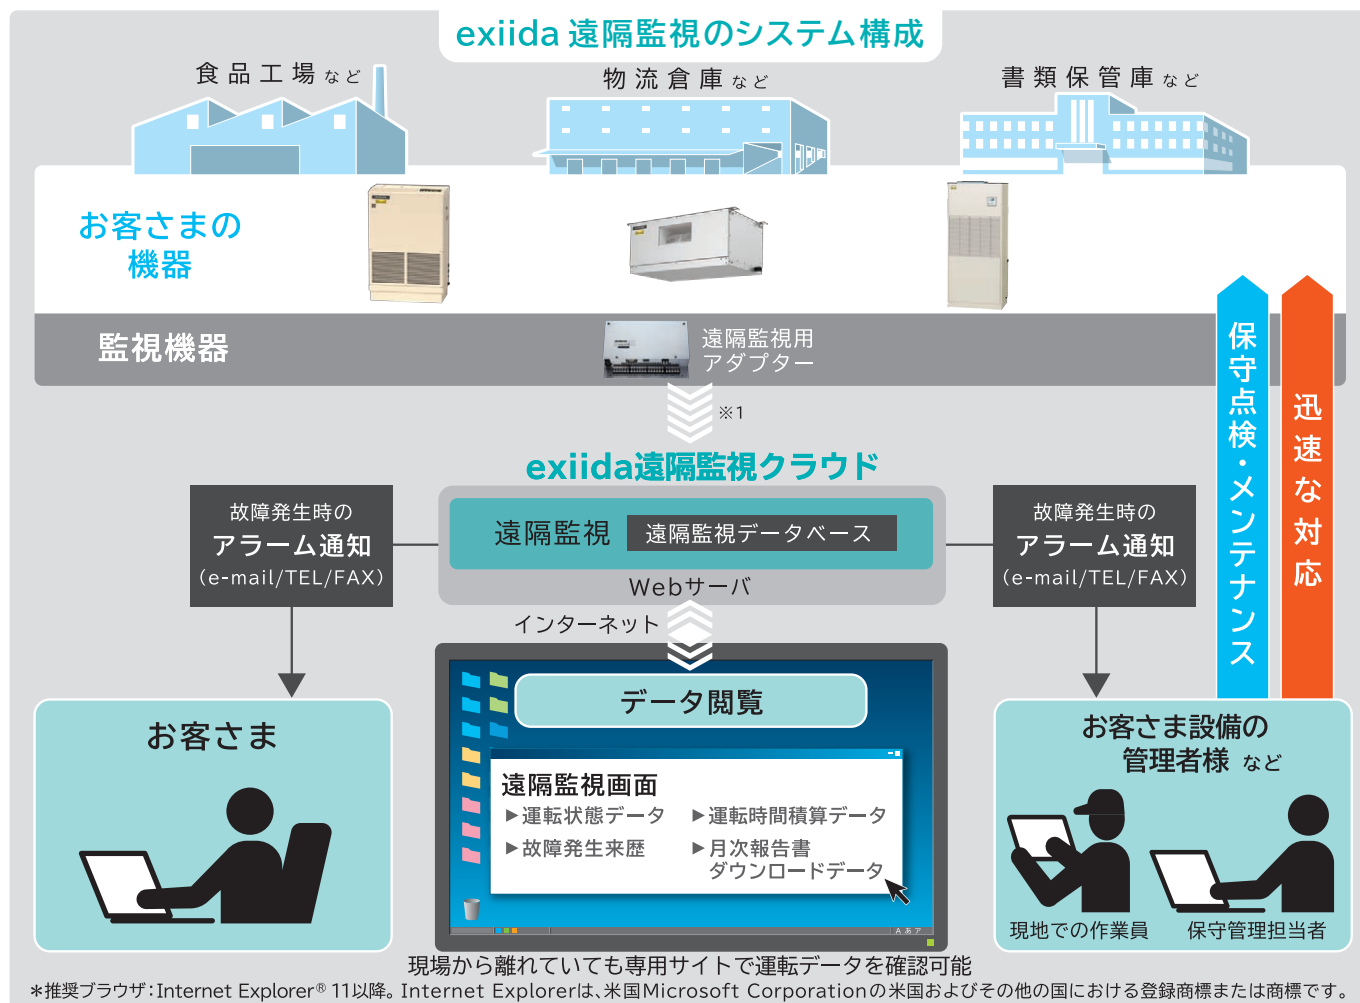 exiida 遠隔監視のシステム構成
食品工場 など
物流倉庫 など
書類保管庫 など
お客さまの
機器
監視機器
遠隔監視用
アダプター
※1
保守点検・メンテナンス
迅速な対応
exiida遠隔監視クラウド
故障発生時の
アラーム通知
(e-mail/TEL/FAX)
遠隔監視
遠隔監視データベース
Webサーバ
故障発生時の
アラーム通知
(e-mail/TEL/FAX)
インターネット
データ閲覧
お客さま
遠隔監視画面
▶運転状態データ
▶運転時間積算データ
▶故障発生来歴
▶月次報告書
ダウンロードデータ
A あ ア
お客さま設備の
管理者様 など
現地での作業員
保守管理担当者
現場から離れていても専用サイトで運転データを確認可能
*推奨ブラウザ:Internet Explorer® 11以降。Internet Explorerは、米国Microsoft Corporationの米国およびその他の国における登録商標または商標です。